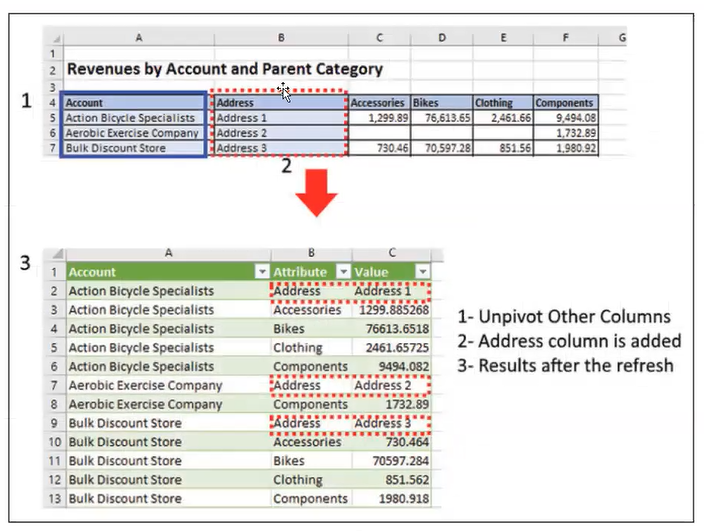 A B C D E F G
1
2 Revenues by Account and Parent Category
3
1
4 Account Address Accessories Bikes Clothing Components
5 Action Bicycle Specialists Address 1 1,299.89 76,613.65 2,461.66 9,494.08
6 Aerobic Exercise Company Address 2 1,732.89
7 Bulk Discount Store Address 3 730.46 70,597.28 851.56 1,980.92
2
3
A B C
1 Account Attribute Value
2 Action Bicycle Specialists Address Address 1
3 Action Bicycle Specialists Accessories 1299.885268
4 Action Bicycle Specialists Bikes 76613.6518
5 Action Bicycle Specialists Clothing 2461.65725
6 Action Bicycle Specialists Components 9494.082
7 Aerobic Exercise Company Address Address 2
8 Aerobic Exercise Company Components 1732.89
9 Bulk Discount Store Address Address 3
10 Bulk Discount Store Accessories 730.464
11 Bulk Discount Store Bikes 70597.284
12 Bulk Discount Store Clothing 851.562
13 Bulk Discount Store Components 1980.918
1- Unpivot Other Columns
2- Address column is added
3- Results after the refresh